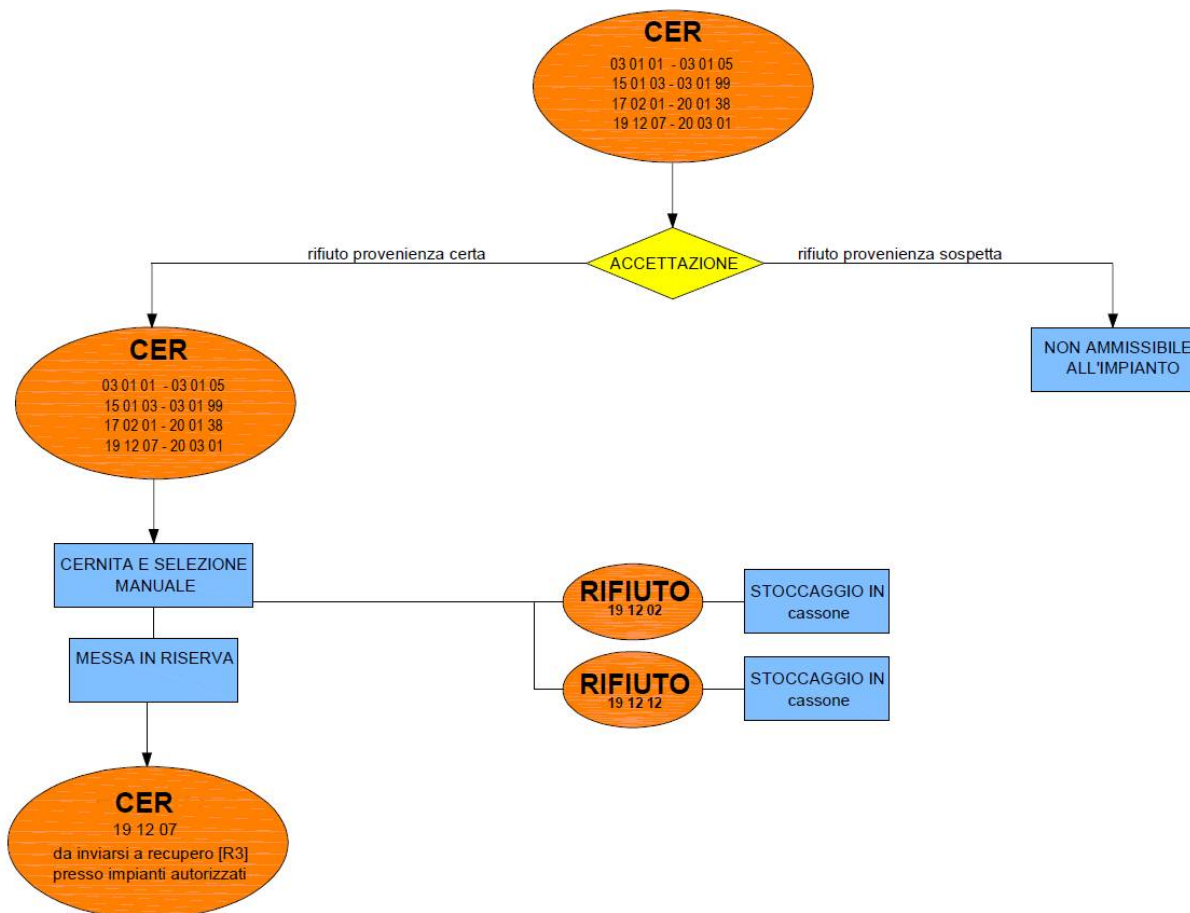 CER
03 01 01 - 03 01 05
15 01 03 - 03 01 99
17 02 01 - 20 01 38
19 12 07 - 20 03 01
rifiuto provenienza certa
ACCETTAZIONE
rifiuto provenienza sospetta
CER
03 01 01 - 03 01 05
15 01 03 - 03 01 99
17 02 01 - 20 01 38
19 12 07 - 20 03 01
NON AMMISSIBILE
ALL'IMPIANTO
CERNITA E SELEZIONE
MANUALE
RIFIUTO
19 12 02
STOCCAGGIO IN
cassone
MESSA IN RISERVA
RIFIUTO
19 12 12
STOCCAGGIO IN
cassone
CER
19 12 07
da inviarsi a recupero [R3]
presso impianti autorizzati